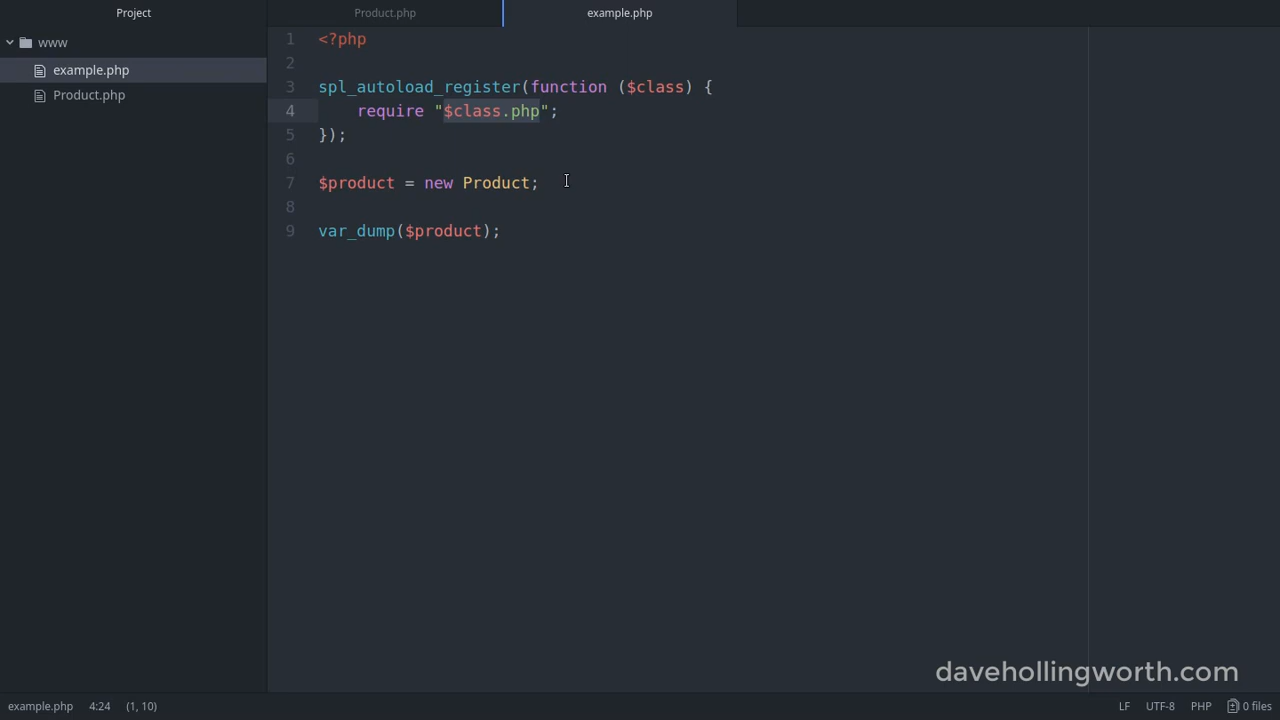 Project
Product.php
example.php
www
example.php
Product.php
1 <?php
2
3 spl_autoload_register(function ($class) {
4     require "$class.php";
5 });
6
7 $product = new Product;
8
9 var_dump($product);
davehollingworth.com
example.php 4:24 (1, 10)
LF UTF-8 PHP 0 files